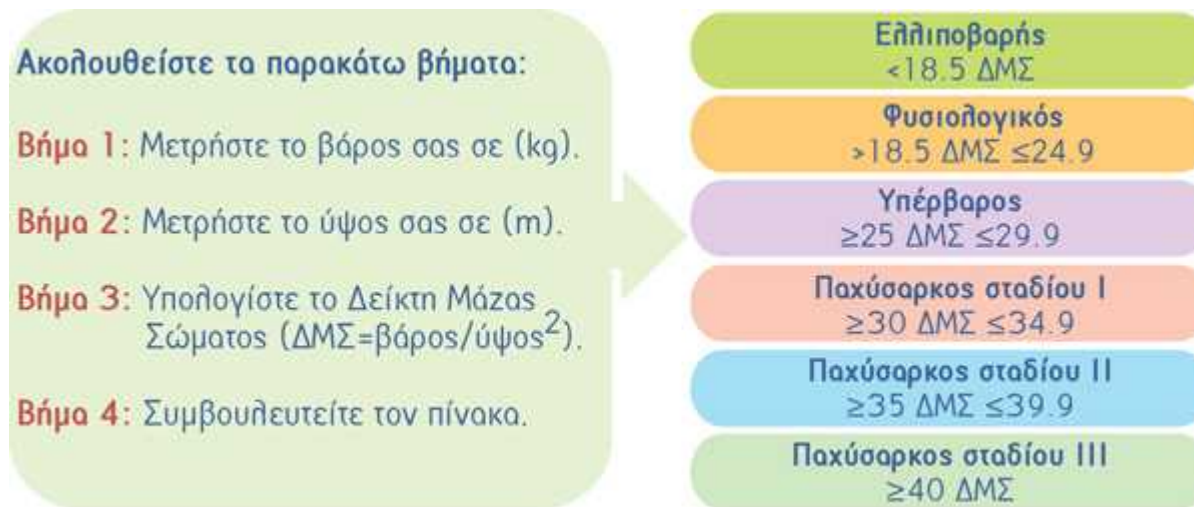 Ακολουθείστε τα παρακάτω βήματα:
Βήμα 1: Μετρήστε το βάρος σας σε (kg).
Βήμα 2: Μετρήστε το ύψος σας σε (m).
Βήμα 3: Υπολογίστε το Δείκτη Μάζας
Σώματος (ΔΜΣ=βάρος/ύψος²).
Βήμα 4: Συμβουλευτείτε τον πίνακα.
Ελλιποβαρής
<18.5 ΔΜΣ
Φυσιολογικός
>18.5 ΔΜΣ ≤24.9
Υπέρβαρος
≥25 ΔΜΣ ≤29.9
Παχύσαρκος σταδίου I
≥30 ΔΜΣ ≤34.9
Παχύσαρκος σταδίου II
≥35 ΔΜΣ ≤39.9
Παχύσαρκος σταδίου III
≥40 ΔΜΣ